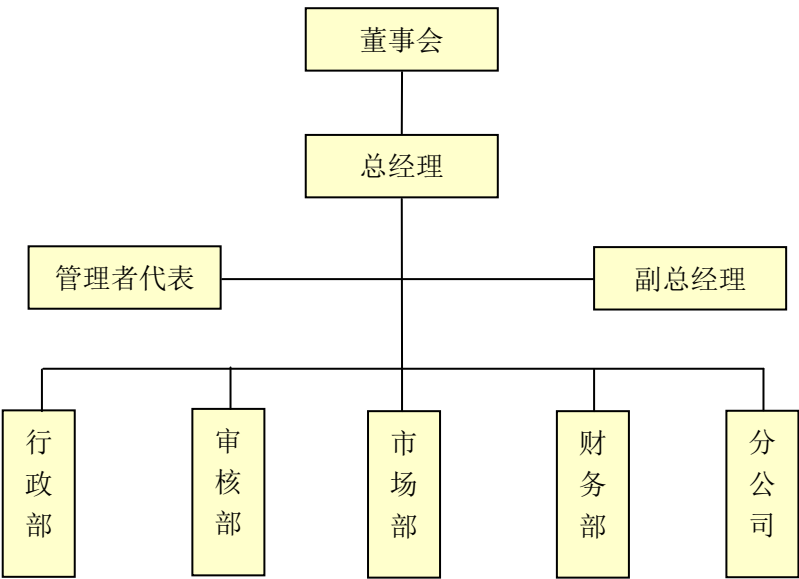 董事会
总经理
管理者代表
副总经理
行政部
审核部
市场部
财务部
分公司